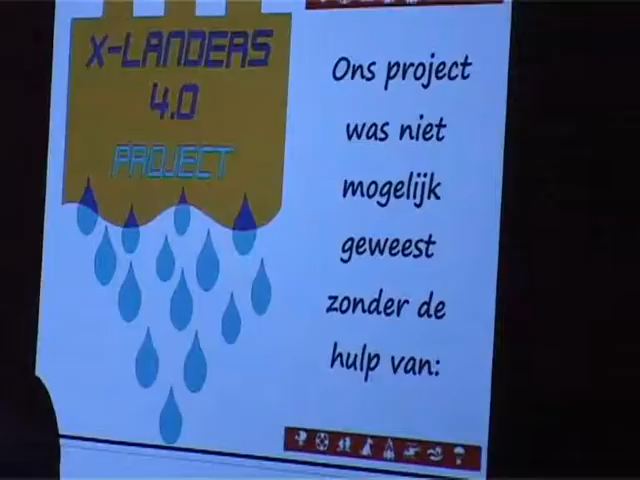 X-LANDERS
4.0
PROJECT
Ons project
was niet
mogelijk
geweest
zonder de
hulp van: